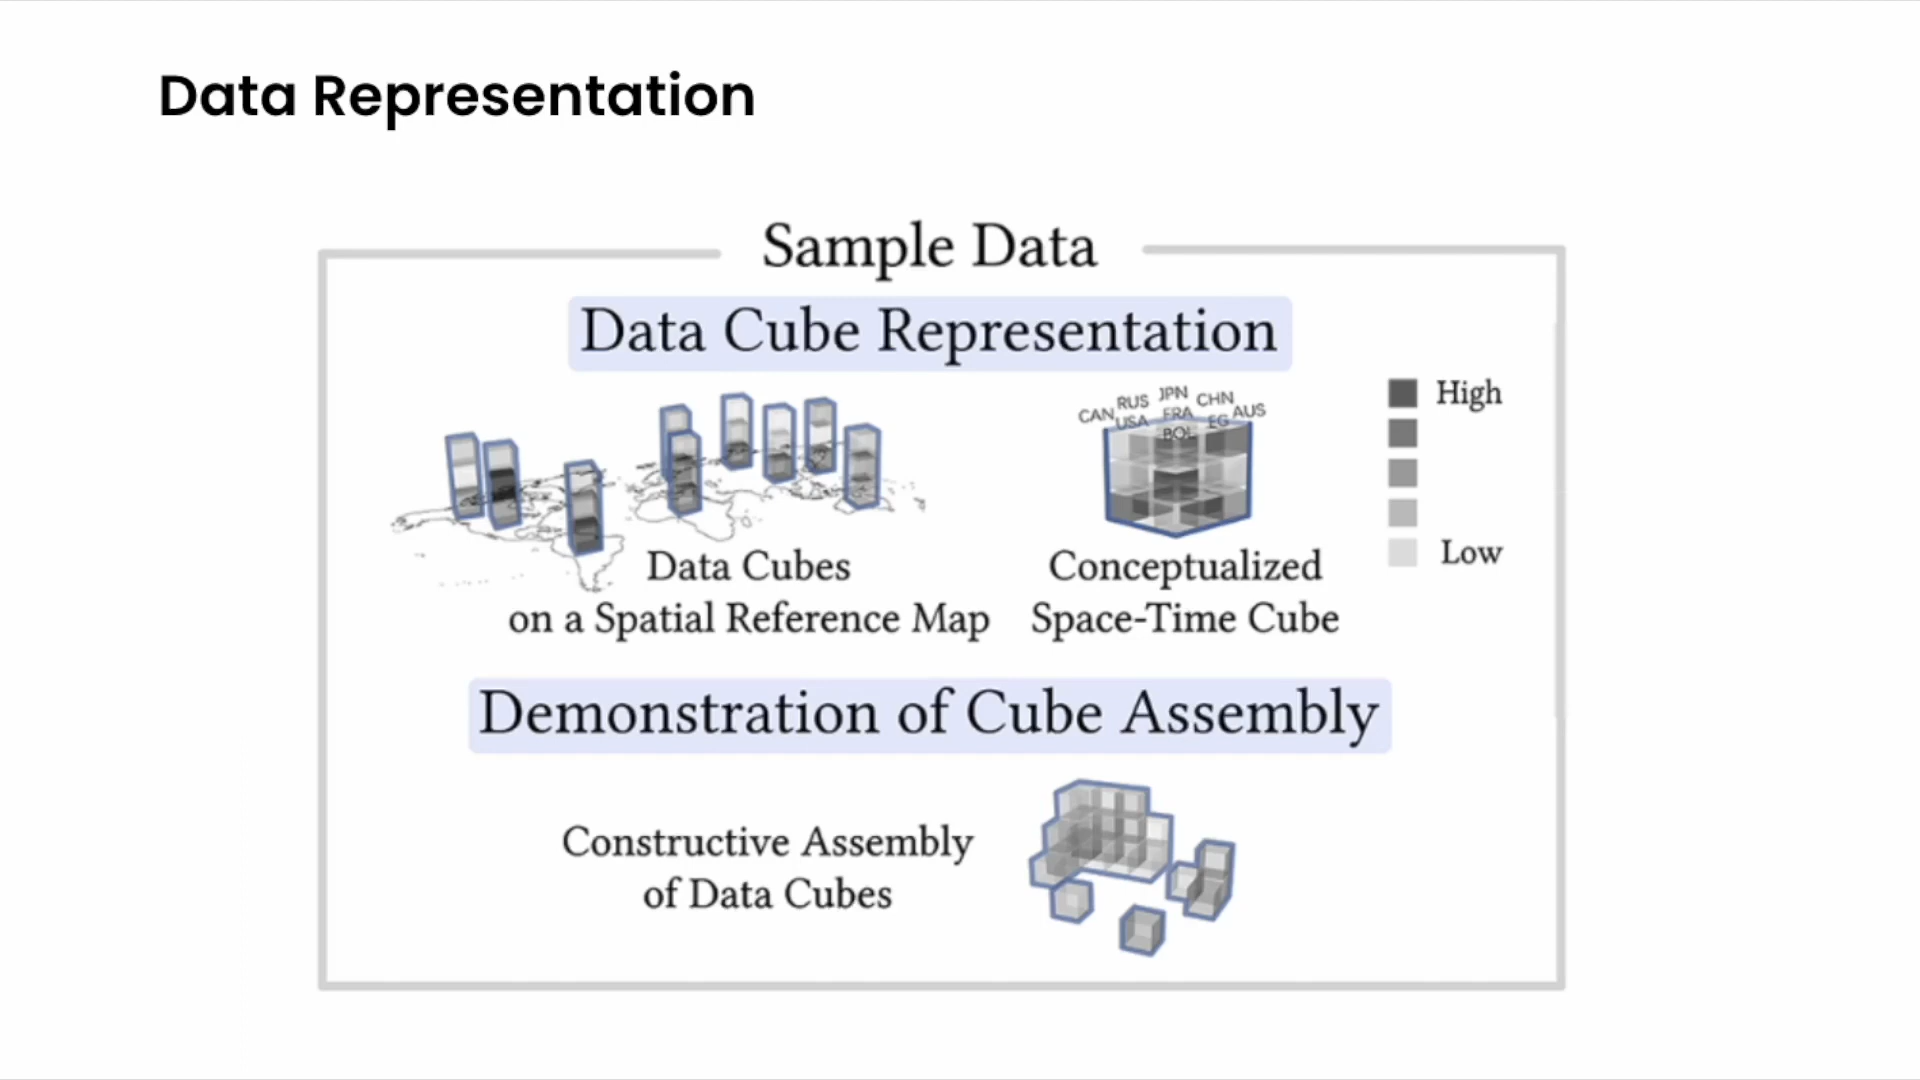 Data Representation
Sample Data
Data Cube Representation
High
Low
CAN RUS JPN CHN AUS
USA FRA EG
BOL
Data Cubes
on a Spatial Reference Map
Conceptualized
Space-Time Cube
Demonstration of Cube Assembly
Constructive Assembly
of Data Cubes